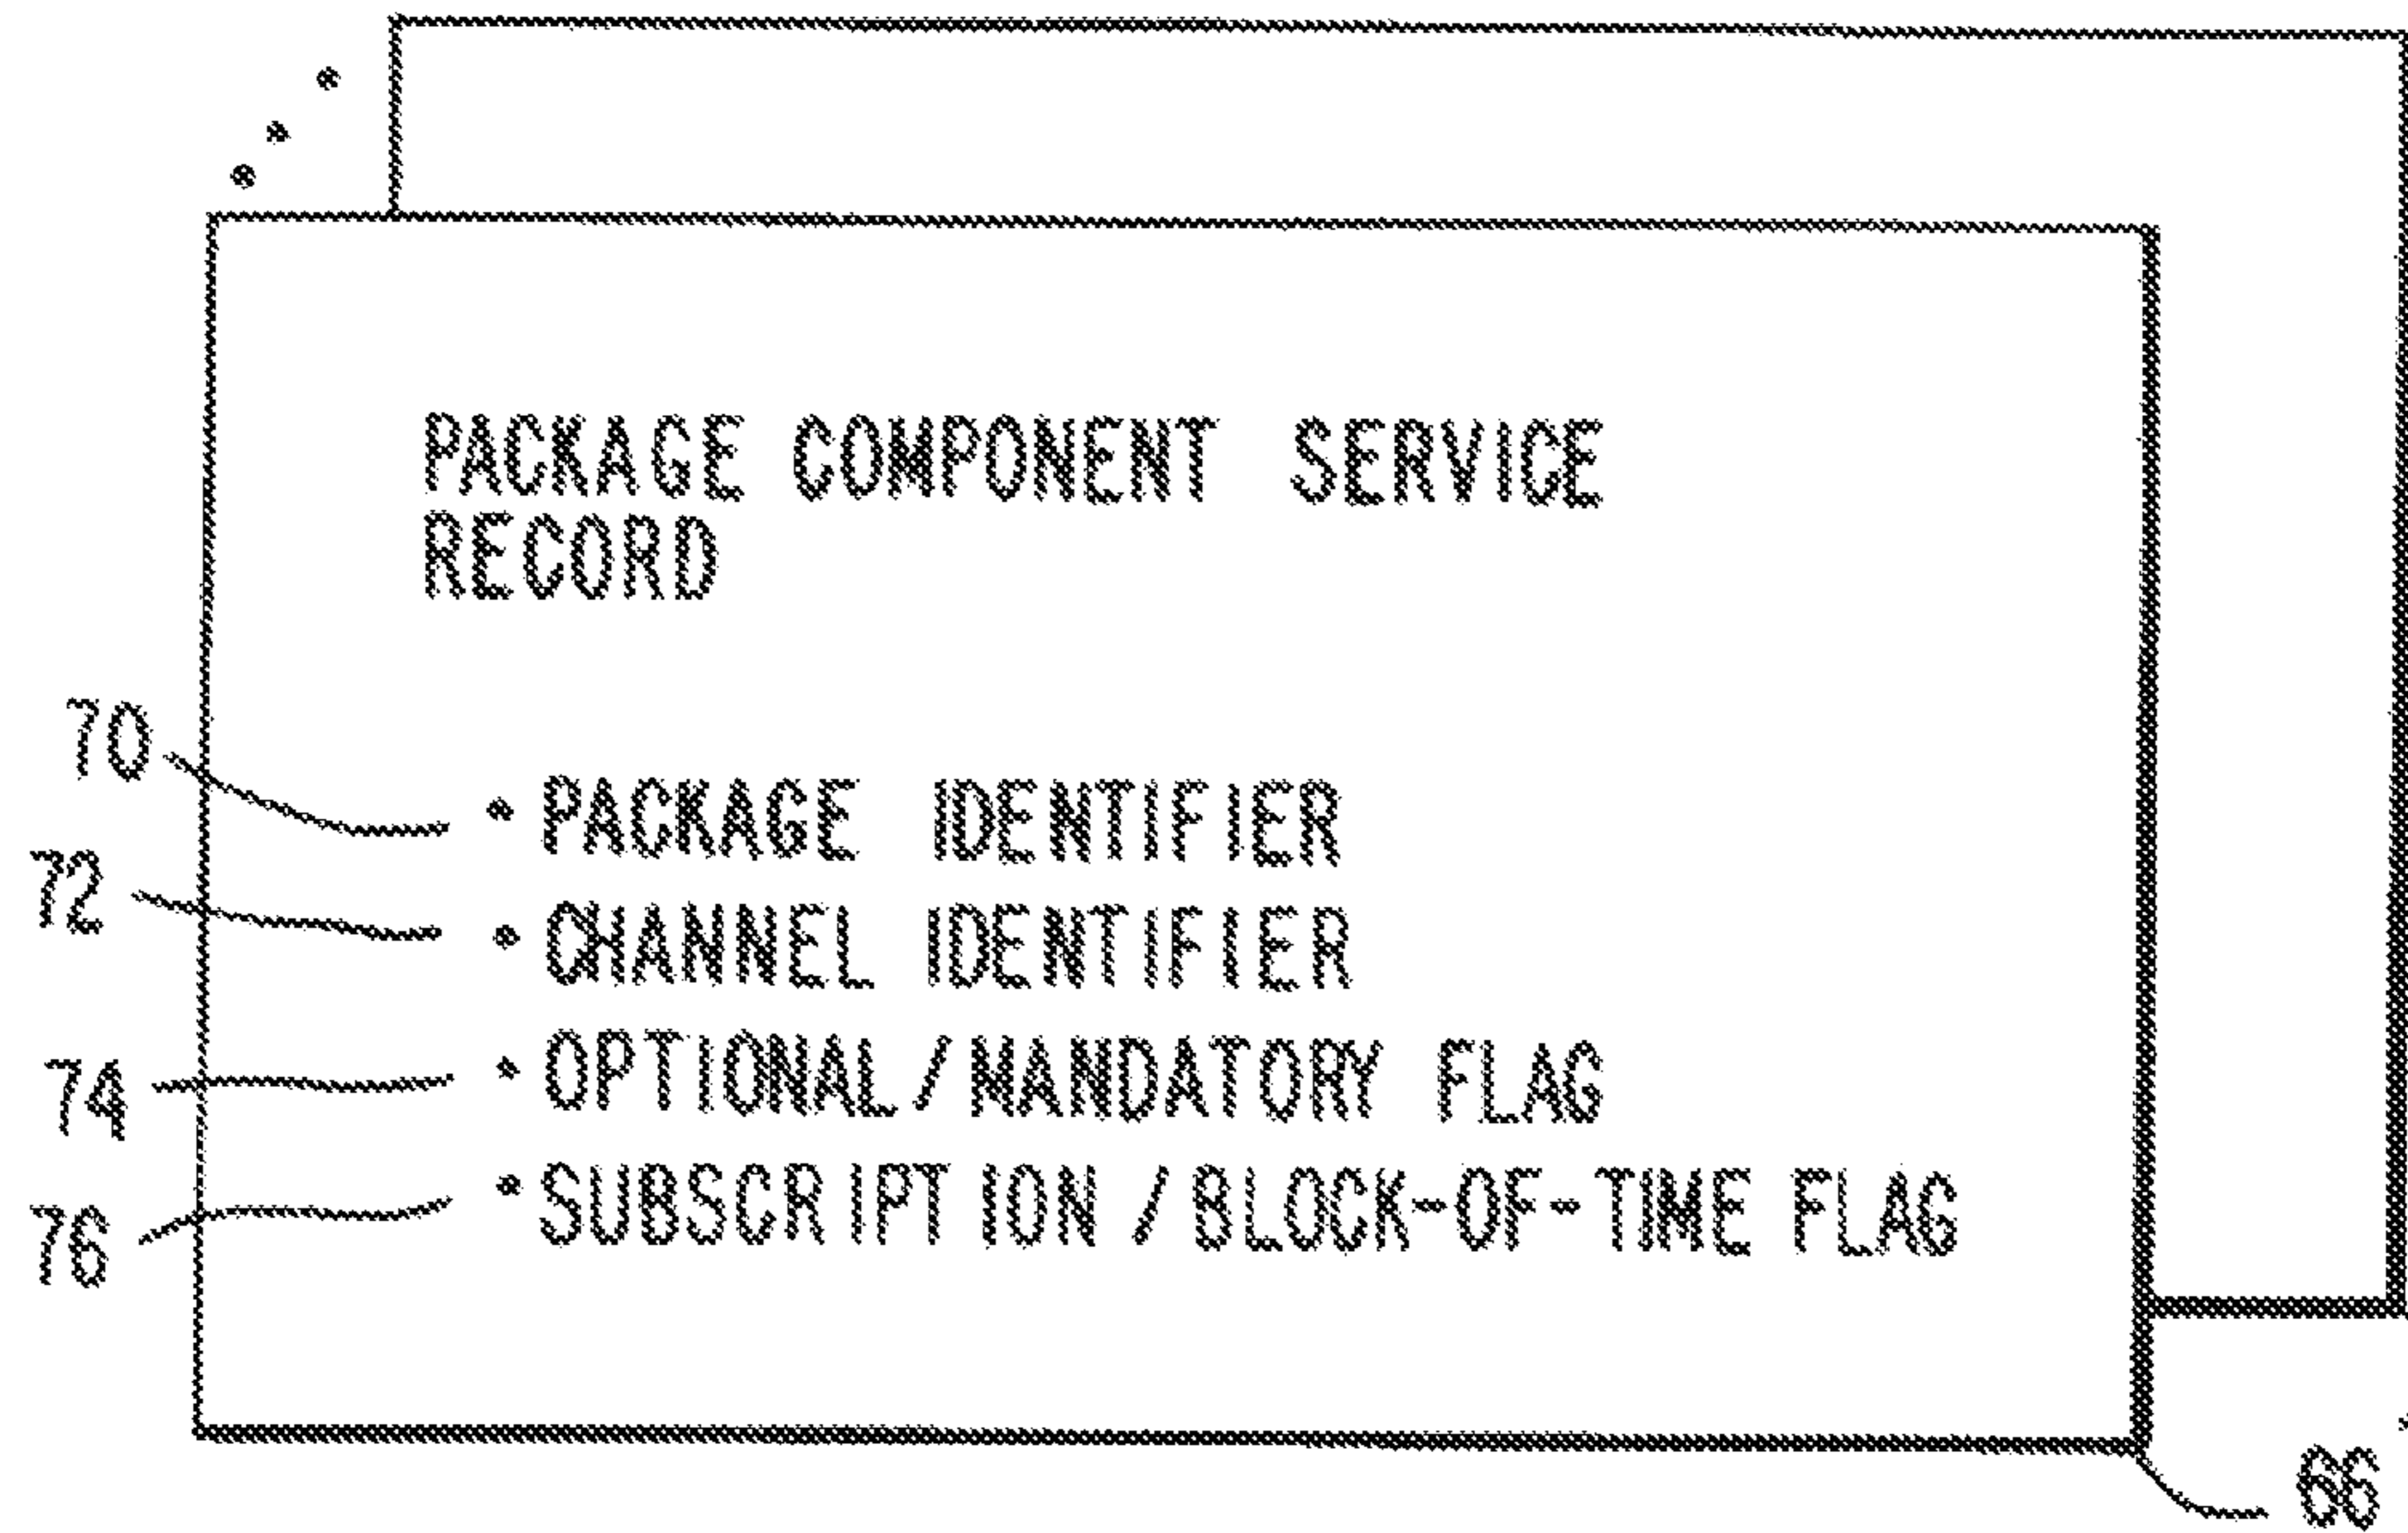 PACKAGE COMPONENT SERVICE
RECORD
70
• PACKAGE IDENTIFIER
72
• CHANNEL IDENTIFIER
74
• OPTIONAL/MANDATORY FLAG
76
• SUBSCRIPTION/BLOCK-OF-TIME FLAG
66